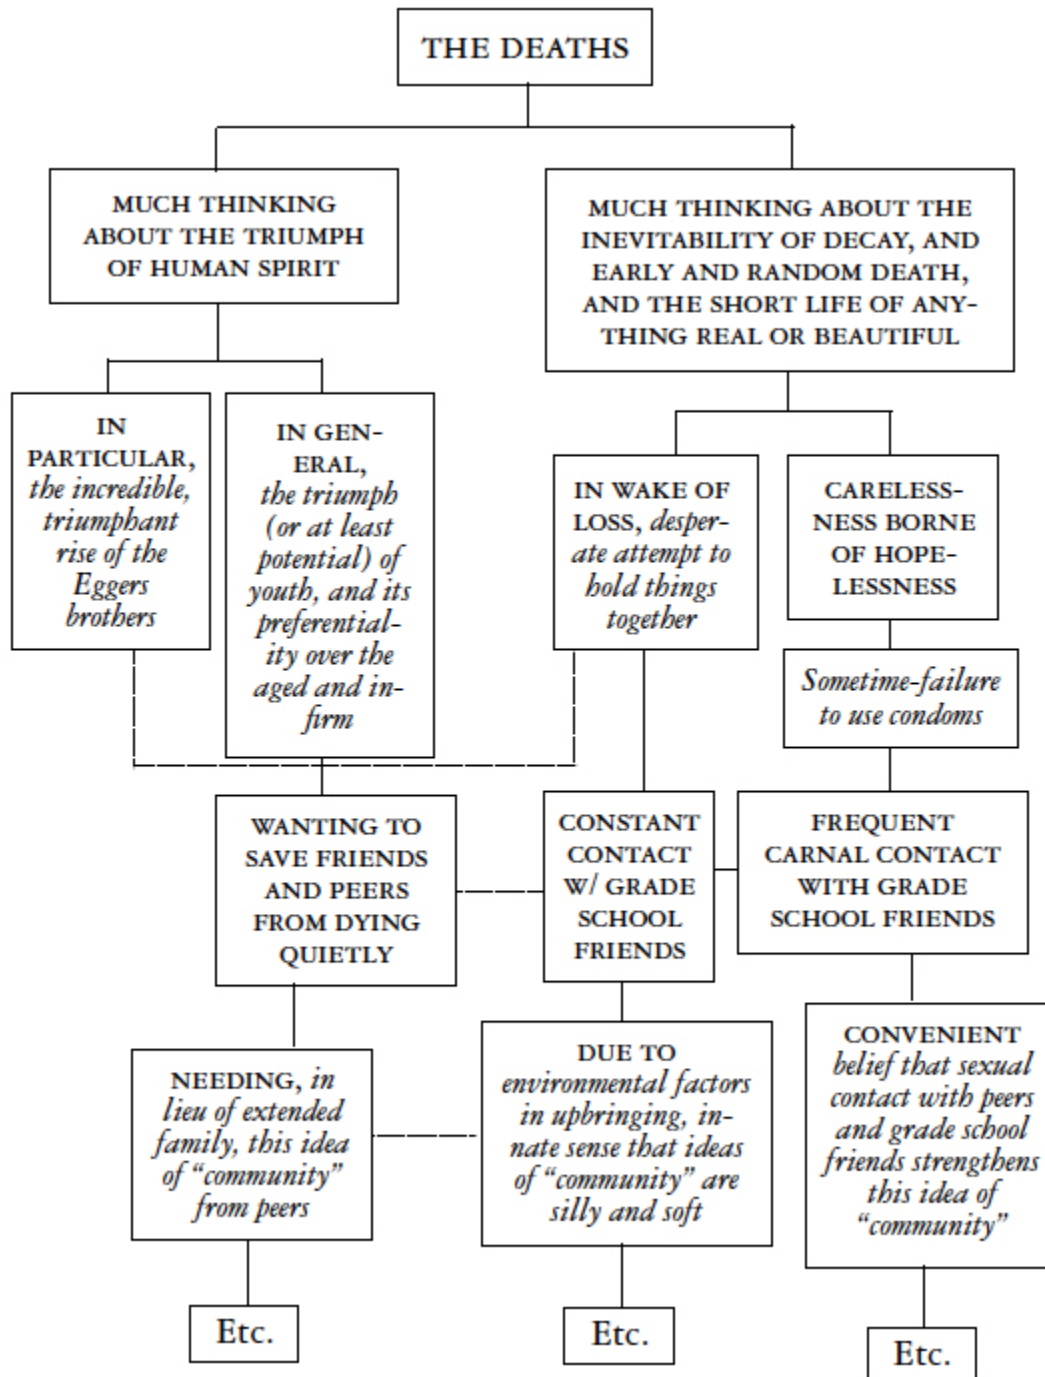 THE DEATHS
MUCH THINKING
ABOUT THE TRIUMPH
OF HUMAN SPIRIT
MUCH THINKING ABOUT THE
INEVITABILITY OF DECAY, AND
EARLY AND RANDOM DEATH,
AND THE SHORT LIFE OF ANY-
THING REAL OR BEAUTIFUL
IN
PARTICULAR,
the incredible,
triumphant
rise of the
Eggers
brothers
IN GEN-
ERAL,
the triumph
(or at least
potential) of
youth, and its
preferential-
ity over the
aged and in-
firm
IN WAKE OF
LOSS, desper-
ate attempt to
hold things
together
CARELESS-
NESS BORNE
OF HOPE-
LESSNESS
Sometime-failure
to use condoms
WANTING TO
SAVE FRIENDS
AND PEERS
FROM DYING
QUIETLY
CONSTANT
CONTACT
W/ GRADE
SCHOOL
FRIENDS
FREQUENT
CARNAL CONTACT
WITH GRADE
SCHOOL FRIENDS
NEEDING, in
lieu of extended
family, this idea
of “community”
from peers
DUE TO
environmental factors
in upbringing, in-
nate sense that ideas
of “community” are
silly and soft
CONVENIENT
belief that sexual
contact with peers
and grade school
friends strengthens
this idea of
“community”
Etc.
Etc.
Etc.